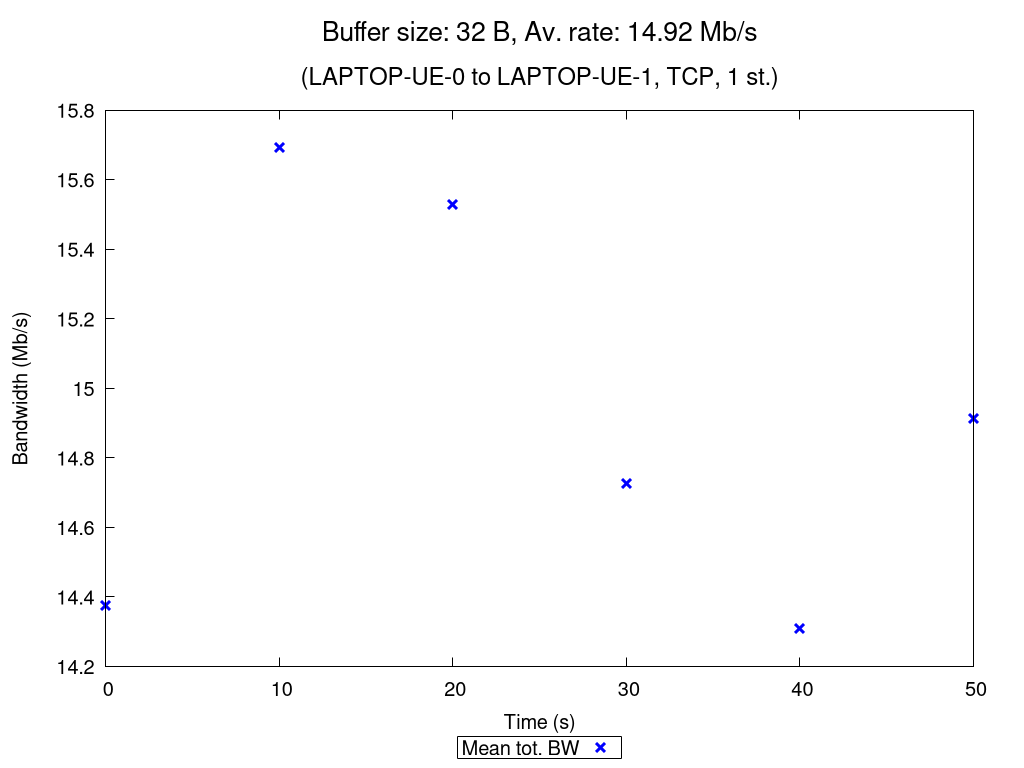 Buffer size: 32 B, Av. rate: 14.92 Mb/s
(LAPTOP-UE-0 to LAPTOP-UE-1, TCP, 1 st.)
15.8
15.6
15.4
15.2
15
14.8
14.6
14.4
14.2
Bandwidth (Mb/s)
0 10 20 30 40 50
Time (s)
Mean tot. BW